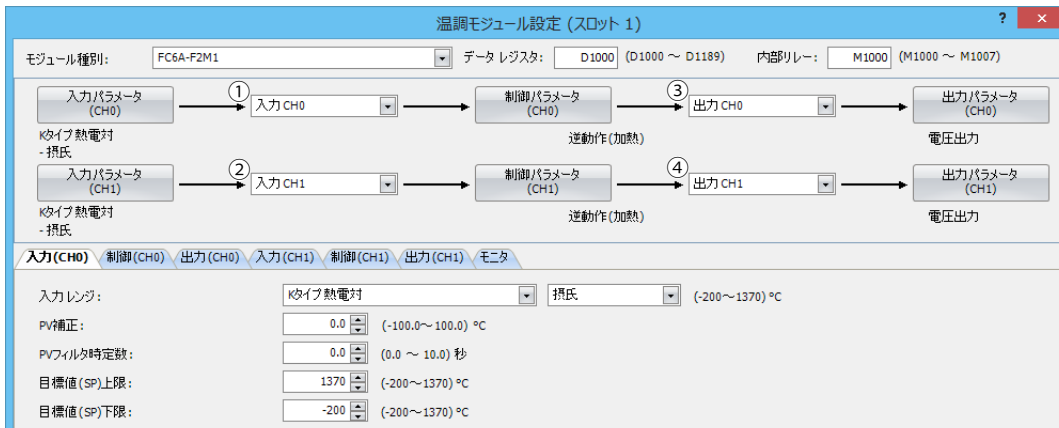 温調モジュール設定 (スロット 1)
? ×
モジュール種別: FC6A-F2M1 データレジスタ: D1000 (D1000 ～ D1189) 内部リレー: M1000 (M1000 ～ M1007)
入力パラメータ (CH0) ① 入力 CH0 制御パラメータ (CH0) ③ 出力 CH0 出力パラメータ (CH0)
Kタイプ熱電対 逆動作(加熱) 電圧出力
- 摂氏
入力パラメータ (CH1) ② 入力 CH1 制御パラメータ (CH1) ④ 出力 CH1 出力パラメータ (CH1)
Kタイプ熱電対 逆動作(加熱) 電圧出力
- 摂氏
入力(CH0) 制御(CH0) 出力(CH0) 入力(CH1) 制御(CH1) 出力(CH1) モニタ
入力レンジ: Kタイプ熱電対 摂氏 (-200～1370) °C
PV補正: 0.0 (-100.0～100.0) °C
PVフィルタ時定数: 0.0 (0.0 ～ 10.0) 秒
目標値(SP)上限: 1370 (-200～1370) °C
目標値(SP)下限: -200 (-200～1370) °C